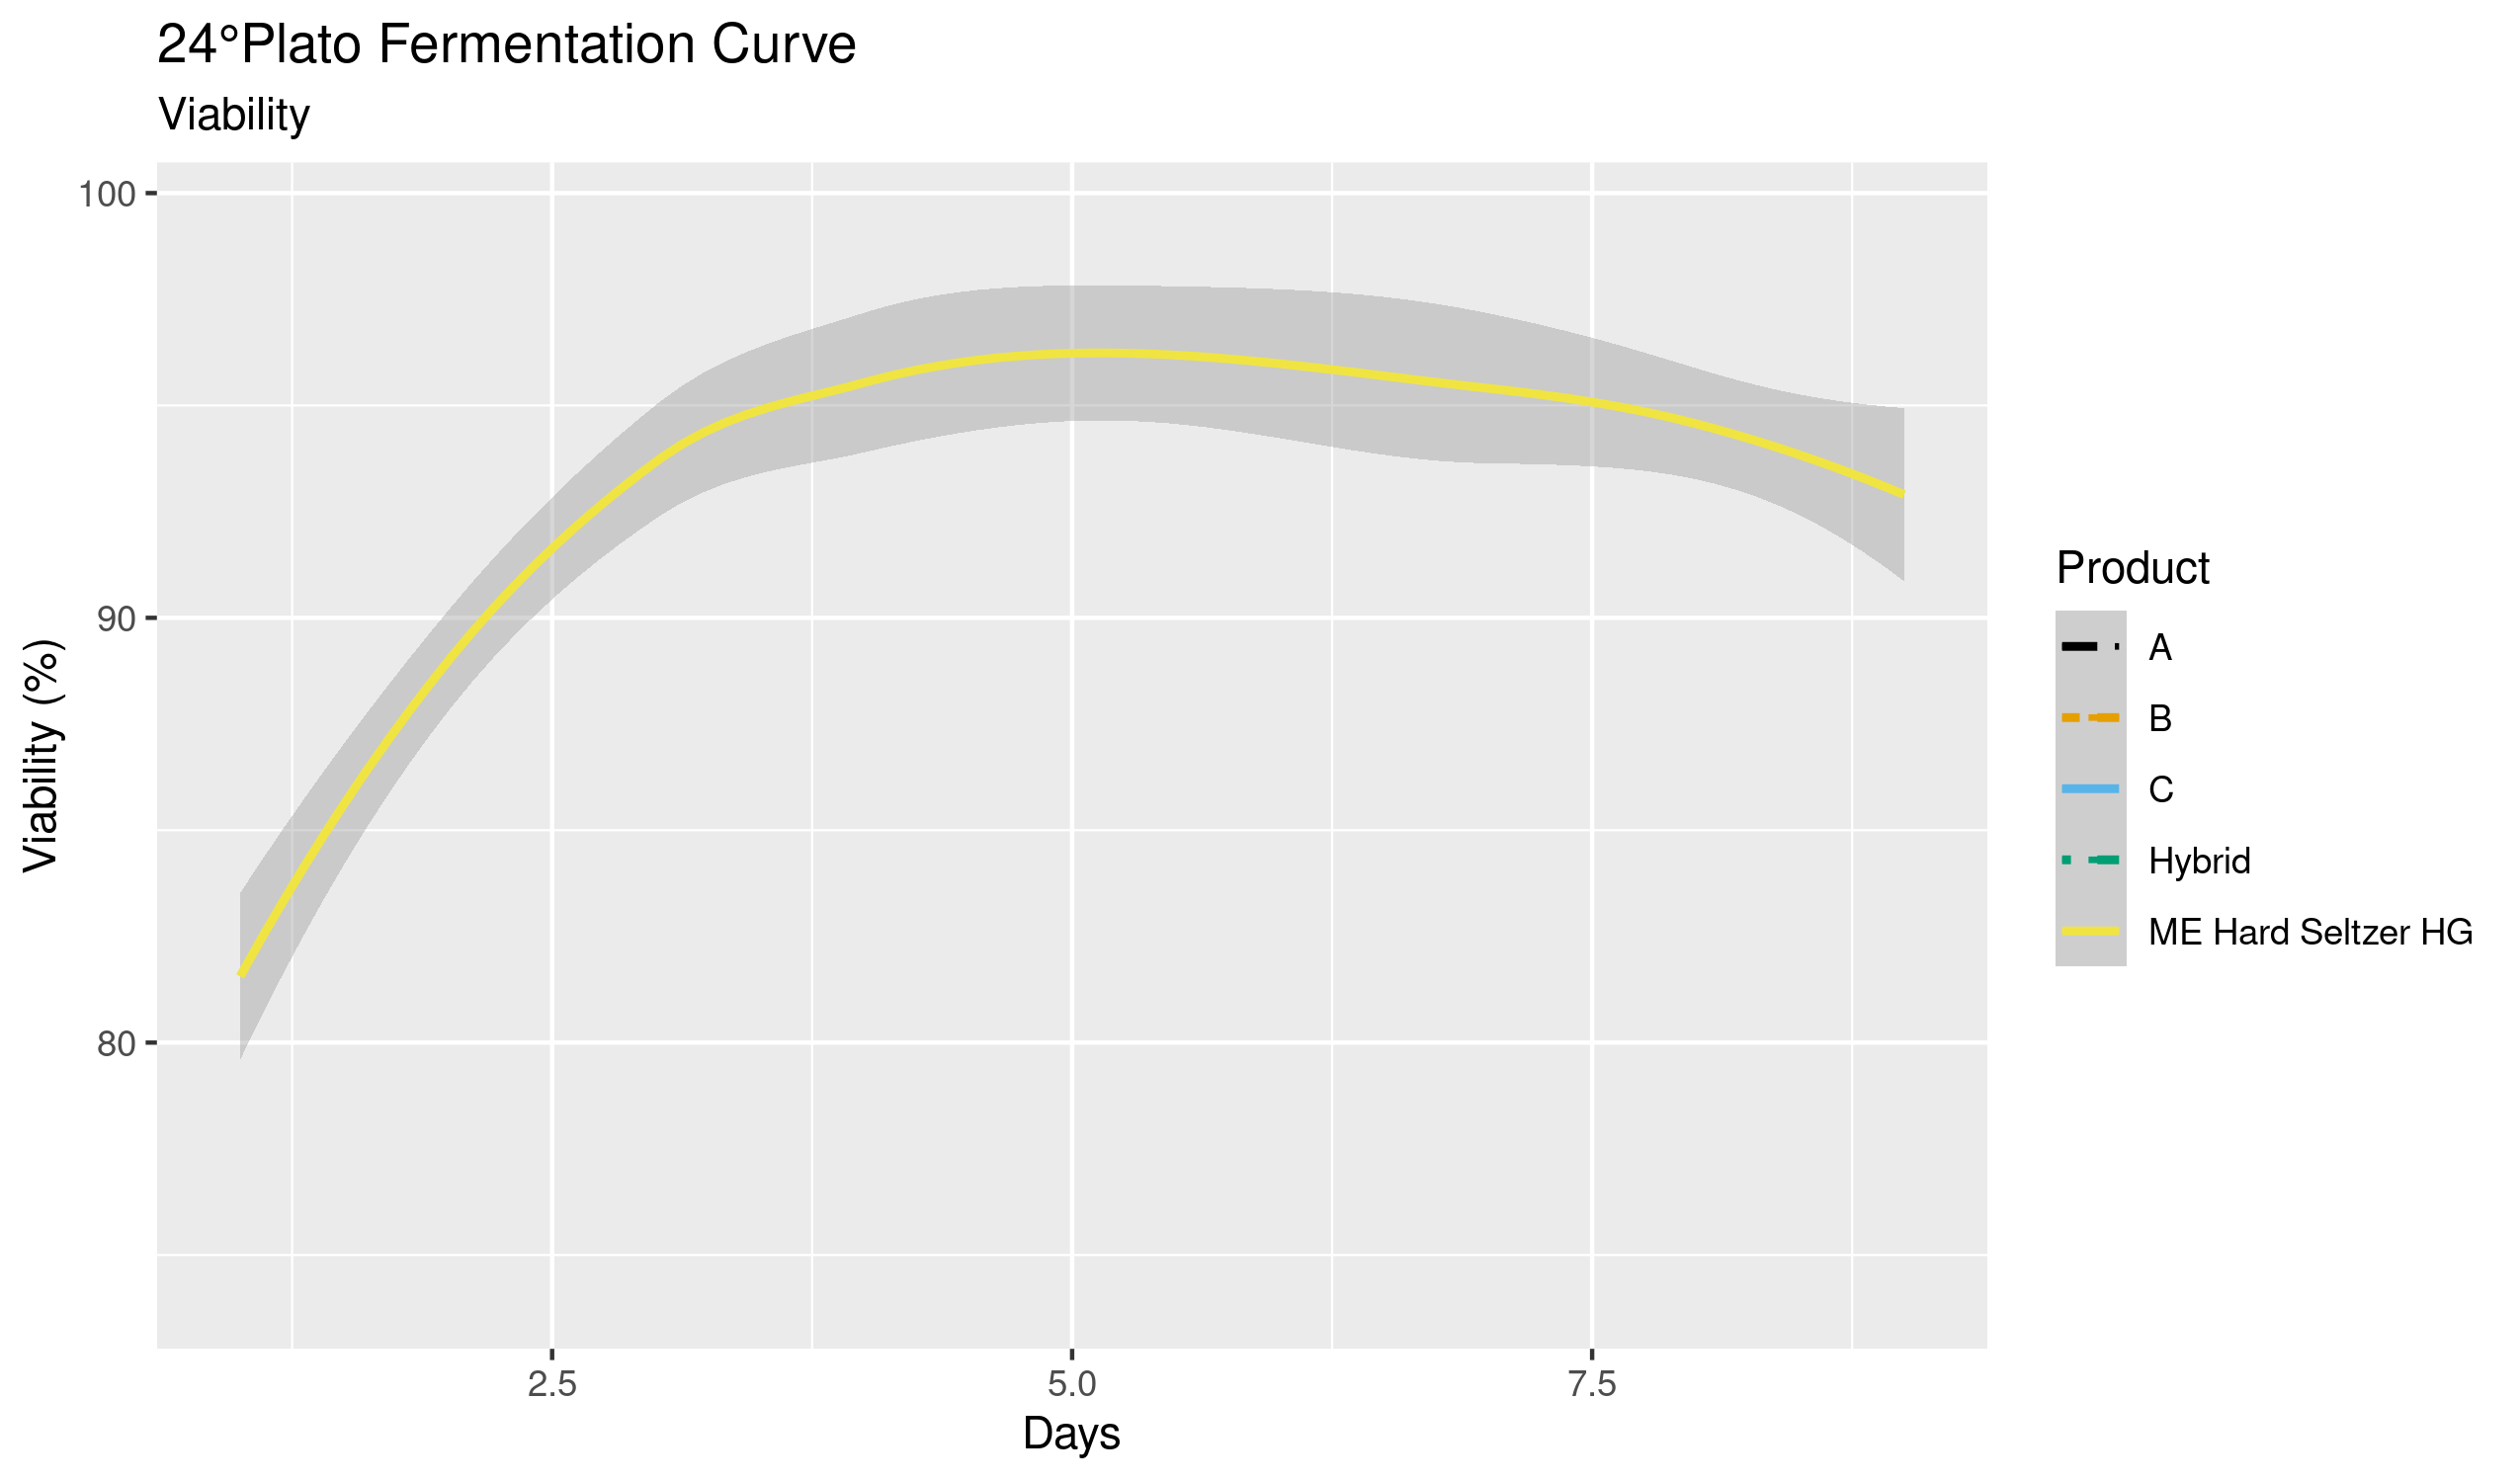 24°Plato Fermentation Curve
Viability
Viability (%)
100
90
80
2.5 5.0 7.5
Days
Product
A
B
C
Hybrid
ME Hard Seltzer HG